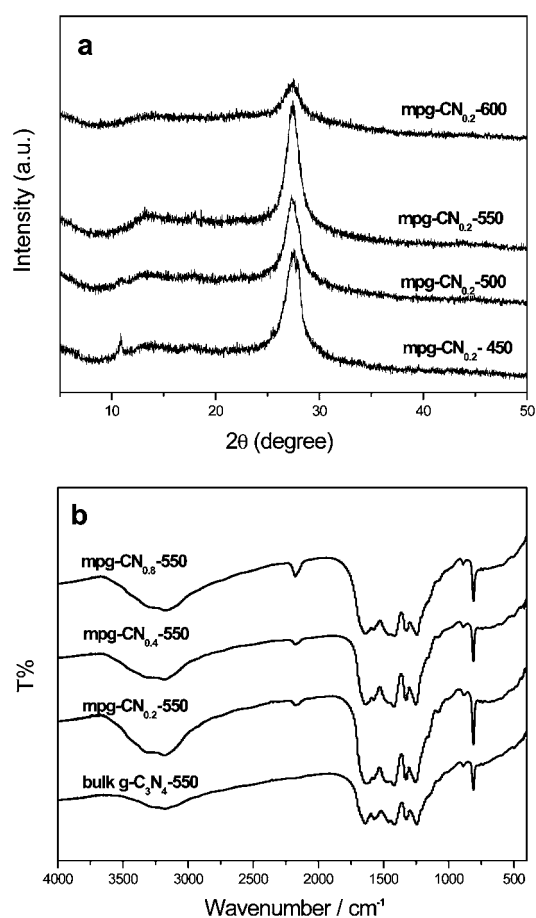 a
mpg-CN0.2-600
mpg-CN0.2-550
mpg-CN0.2-500
mpg-CN0.2- 450
Intensity (a.u.)
10 20 30 40 50
2θ (degree)
b
mpg-CN0.8-550
mpg-CN0.4-550
mpg-CN0.2-550
bulk g-C3N4-550
T%
4000 3500 3000 2500 2000 1500 1000 500
Wavenumber / cm-1